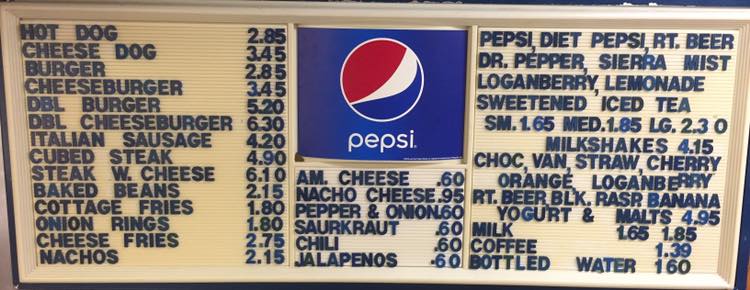 HOT DOG 2.85
CHEESE DOG 3.45
BURGER 2.85
CHEESEBURGER 3.45
DBL BURGER 5.20
DBL CHEESEBURGER 6.30
ITALIAN SAUSAGE 4.20
CUBED STEAK 4.90
STEAK W. CHEESE 6.10
BAKED BEANS 2.15
COTTAGE FRIES 1.80
ONION RINGS 1.80
CHEESE FRIES 2.75
NACHOS 2.15
pepsi
AM. CHEESE .60
NACHO CHEESE.95
PEPPER & ONION.60
SAURKRAUT .60
CHILI .60
JALAPENOS .60
PEPSI, DIET PEPSI, RT. BEER
DR. PEPPER, SIERRA MIST
LOGANBERRY, LEMONADE
SWEETENED ICED TEA
SM. 1.65 MED. 1.85 LG. 2.30
MILKSHAKES 4.15
CHOC, VAN, STRAW, CHERRY
ORANGE, LOGANBERRY
RT. BEER BLK, RASP. BANANA
YOGURT & MALTS 4.95
MILK 1.65 1.85
COFFEE 1.39
BOTTLED WATER 160